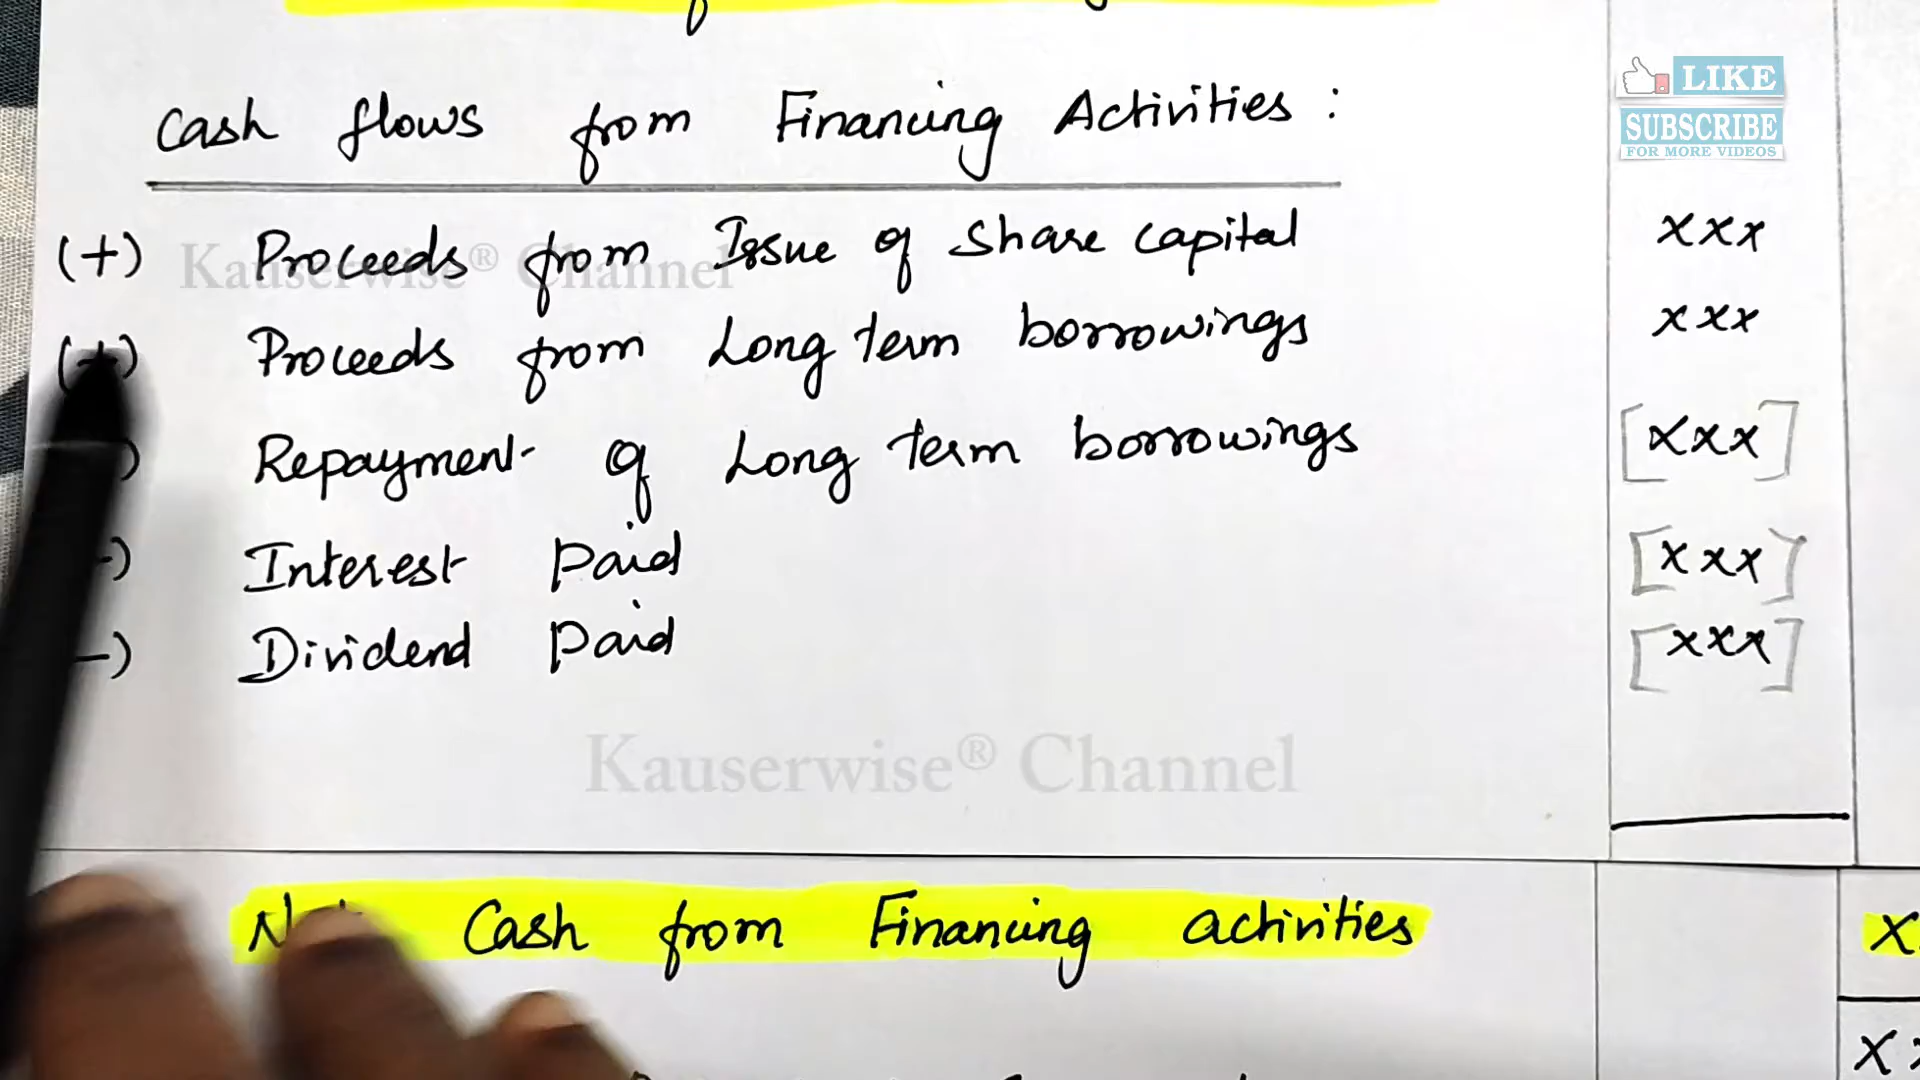 LIKE
SUBSCRIBE
FOR MORE VIDEOS
Cash flows from Financing Activities :
(+) Proceeds from Issue of Share capital xxx
Kauserwise® Channel
(+) Proceeds from Long term borrowings xxx
Repayment of Long term borrowings [xxx]
Interest paid [xxx]
Dividend paid [xxx]
Kauserwise® Channel
Cash from Financing activities